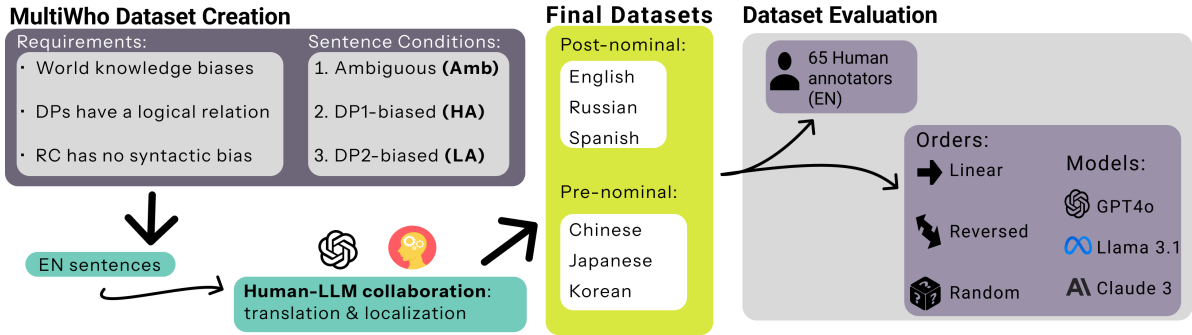 MultiWho Dataset Creation
Requirements:
· World knowledge biases
· DPs have a logical relation
· RC has no syntactic bias
Sentence Conditions:
1. Ambiguous (Amb)
2. DP1-biased (HA)
3. DP2-biased (LA)
EN sentences
Human-LLM collaboration:
translation & localization
Final Datasets
Post-nominal:
English
Russian
Spanish
Pre-nominal:
Chinese
Japanese
Korean
Dataset Evaluation
65 Human
annotators
(EN)
Orders:
Linear
Reversed
? ? ?
Random
Models:
GPT4o
Llama 3.1
Claude 3